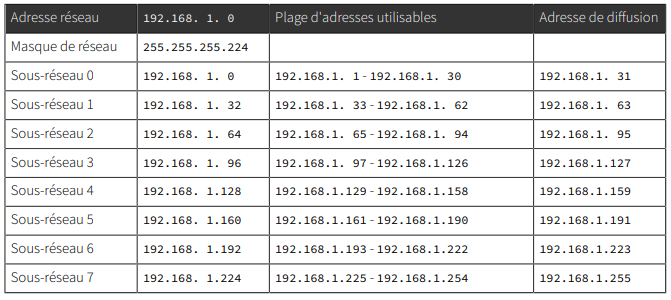 Adresse réseau 192.168. 1. 0 Plage d'adresses utilisables Adresse de diffusion
Masque de réseau 255.255.255.224
Sous-réseau 0 192.168. 1. 0 192.168.1. 1 - 192.168.1. 30 192.168.1. 31
Sous-réseau 1 192.168. 1. 32 192.168.1. 33 - 192.168.1. 62 192.168.1. 63
Sous-réseau 2 192.168. 1. 64 192.168.1. 65 - 192.168.1. 94 192.168.1. 95
Sous-réseau 3 192.168. 1. 96 192.168.1. 97 - 192.168.1.126 192.168.1.127
Sous-réseau 4 192.168. 1.128 192.168.1.129 - 192.168.1.158 192.168.1.159
Sous-réseau 5 192.168. 1.160 192.168.1.161 - 192.168.1.190 192.168.1.191
Sous-réseau 6 192.168. 1.192 192.168.1.193 - 192.168.1.222 192.168.1.223
Sous-réseau 7 192.168. 1.224 192.168.1.225 - 192.168.1.254 192.168.1.255